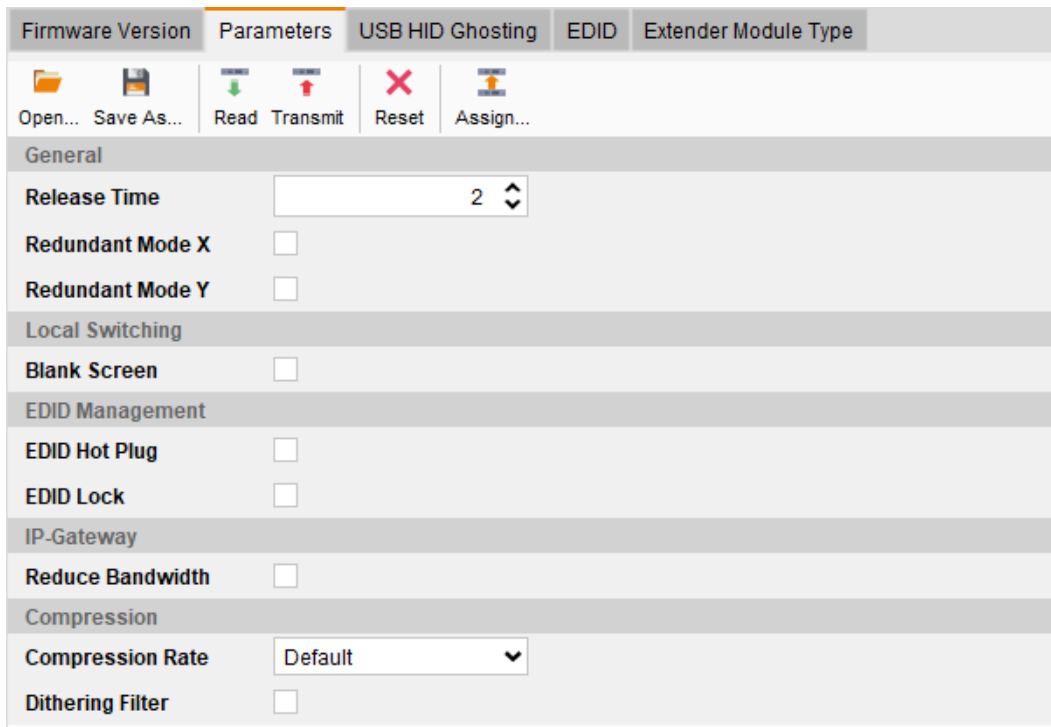 Firmware Version Parameters USB HID Ghosting EDID Extender Module Type
Open... Save As... Read Transmit Reset Assign...
General
Release Time 2
Redundant Mode X
Redundant Mode Y
Local Switching
Blank Screen
EDID Management
EDID Hot Plug
EDID Lock
IP-Gateway
Reduce Bandwidth
Compression
Compression Rate Default
Dithering Filter